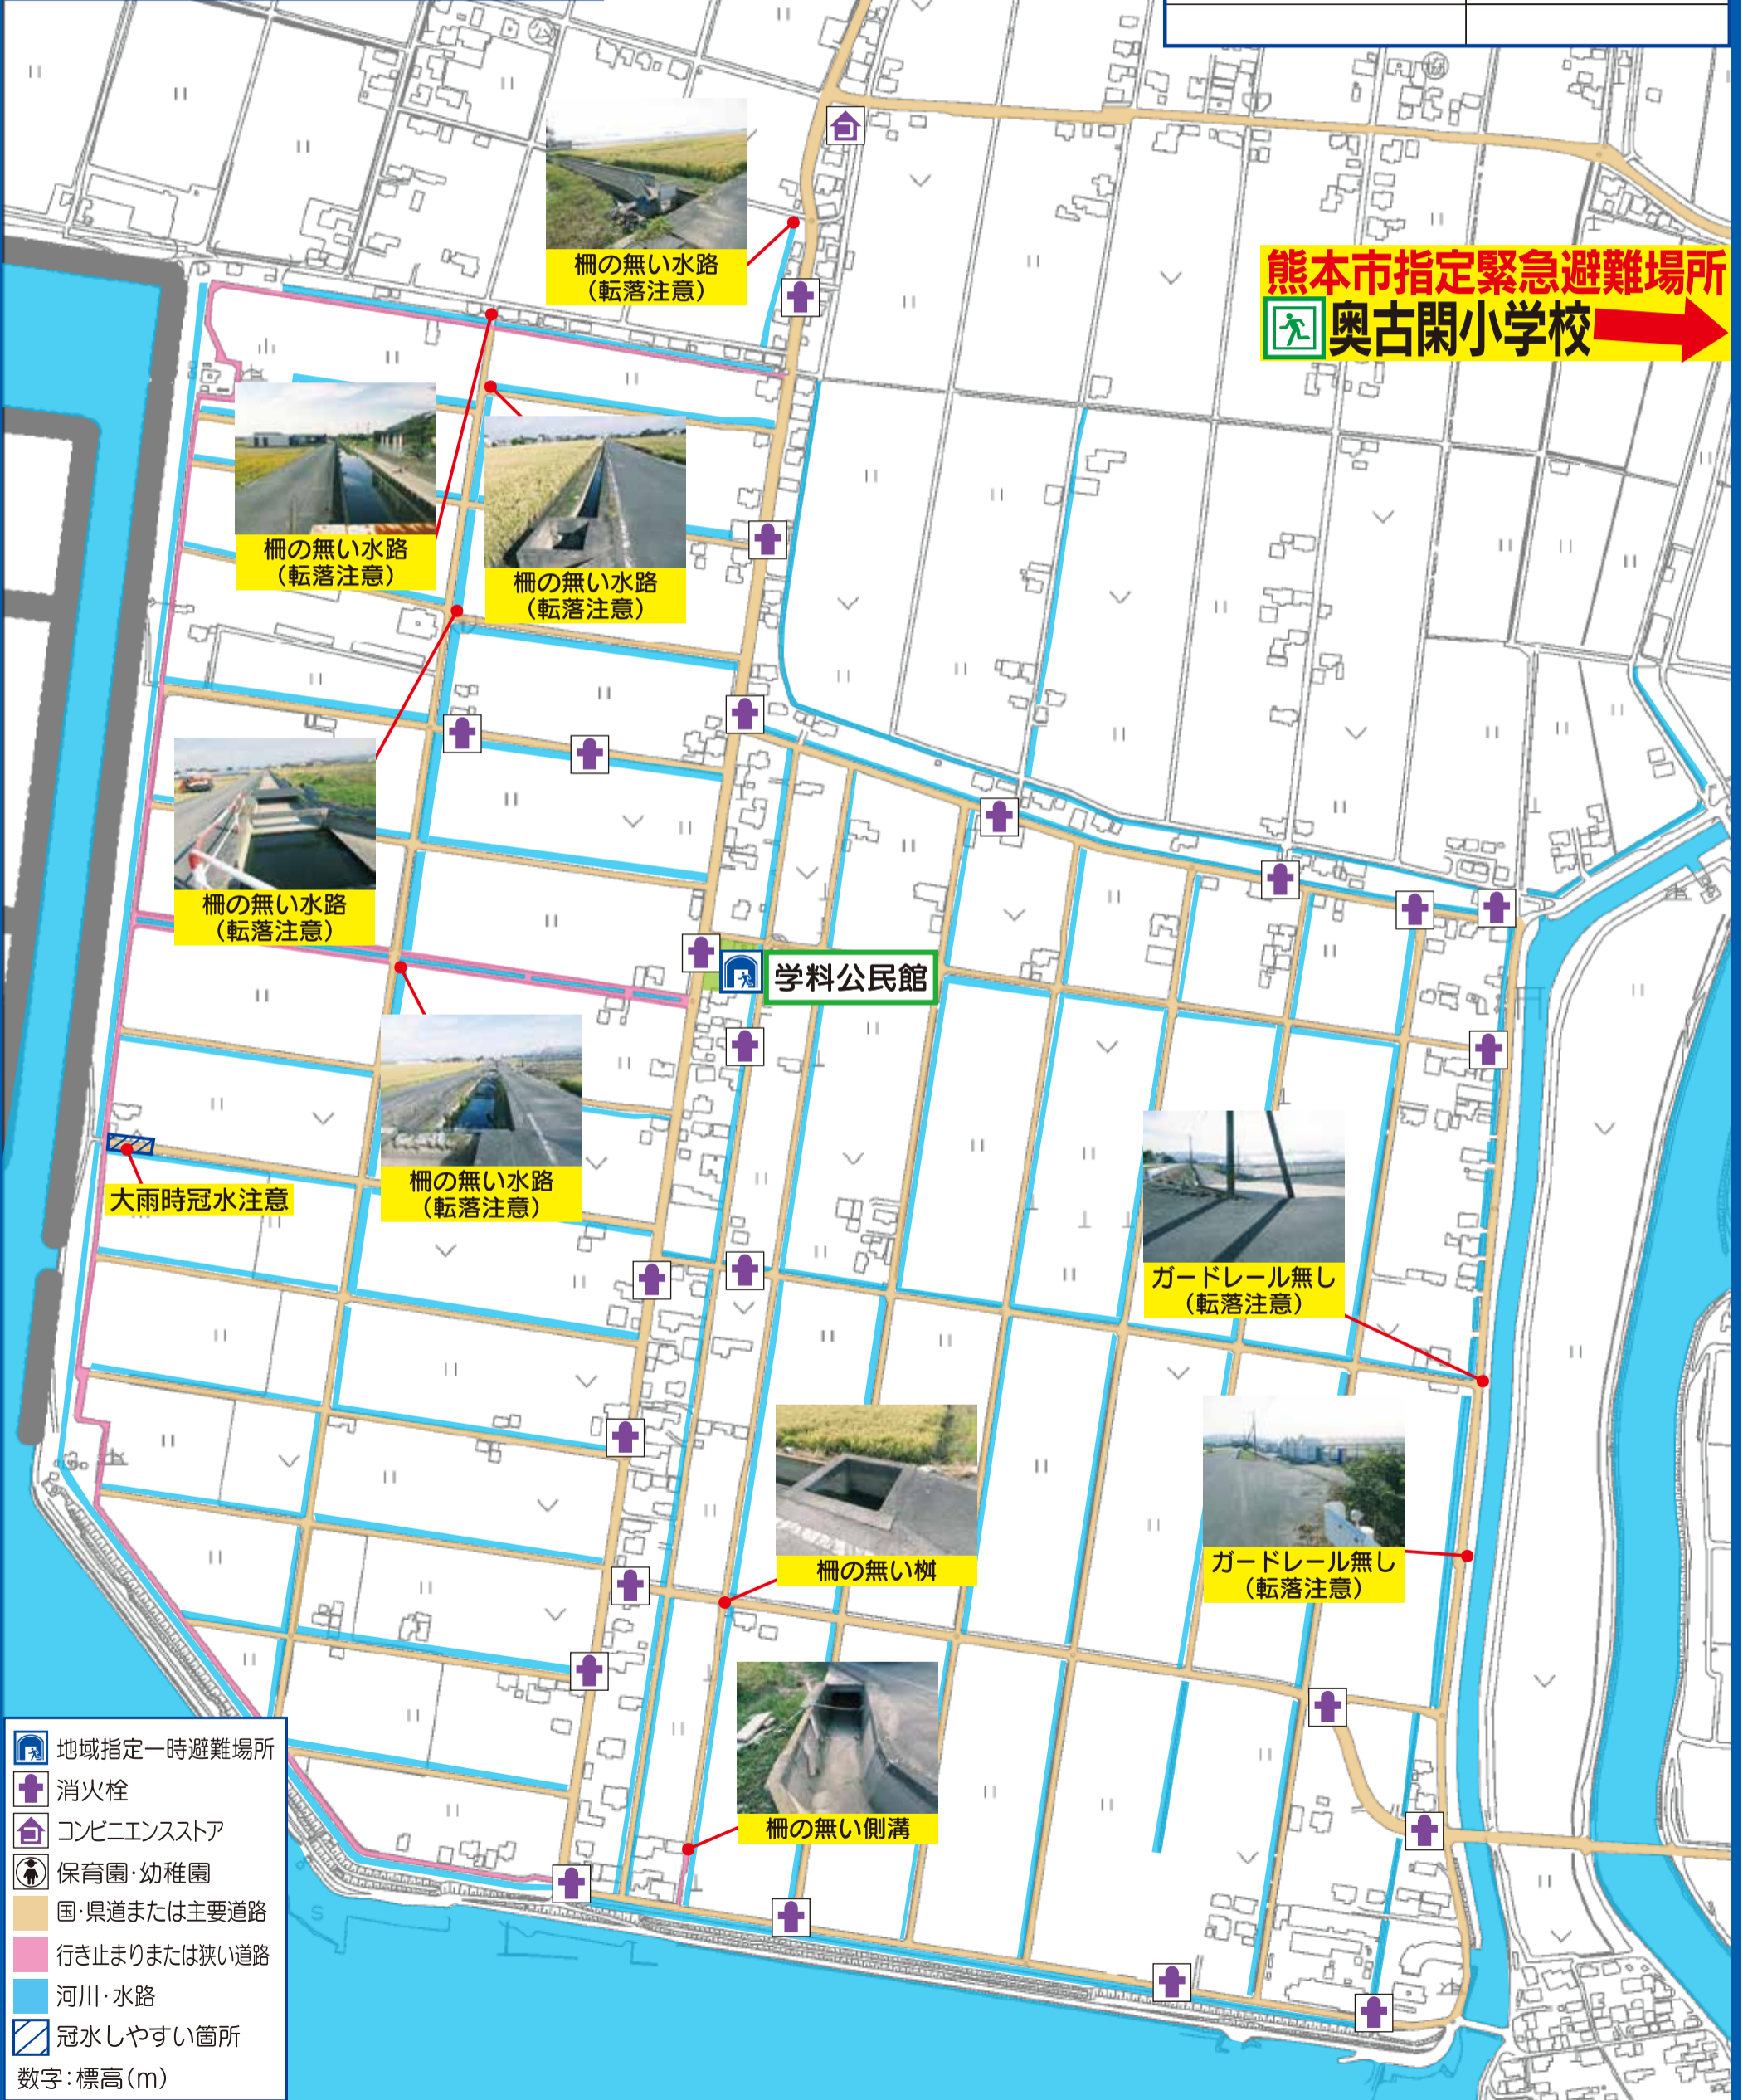 柵の無い水路
（転落注意）
熊本市指定緊急避難場所
奥古閑小学校
柵の無い水路
（転落注意）
柵の無い水路
（転落注意）
柵の無い水路
（転落注意）
学料公民館
柵の無い水路
（転落注意）
大雨時冠水注意
ガードレール無し
（転落注意）
柵の無い桝
ガードレール無し
（転落注意）
柵の無い側溝
地域指定一時避難場所
消火栓
コンビニエンスストア
保育園・幼稚園
国・県道または主要道路
行き止まりまたは狭い道路
河川・水路
冠水しやすい箇所
数字：標高(m)